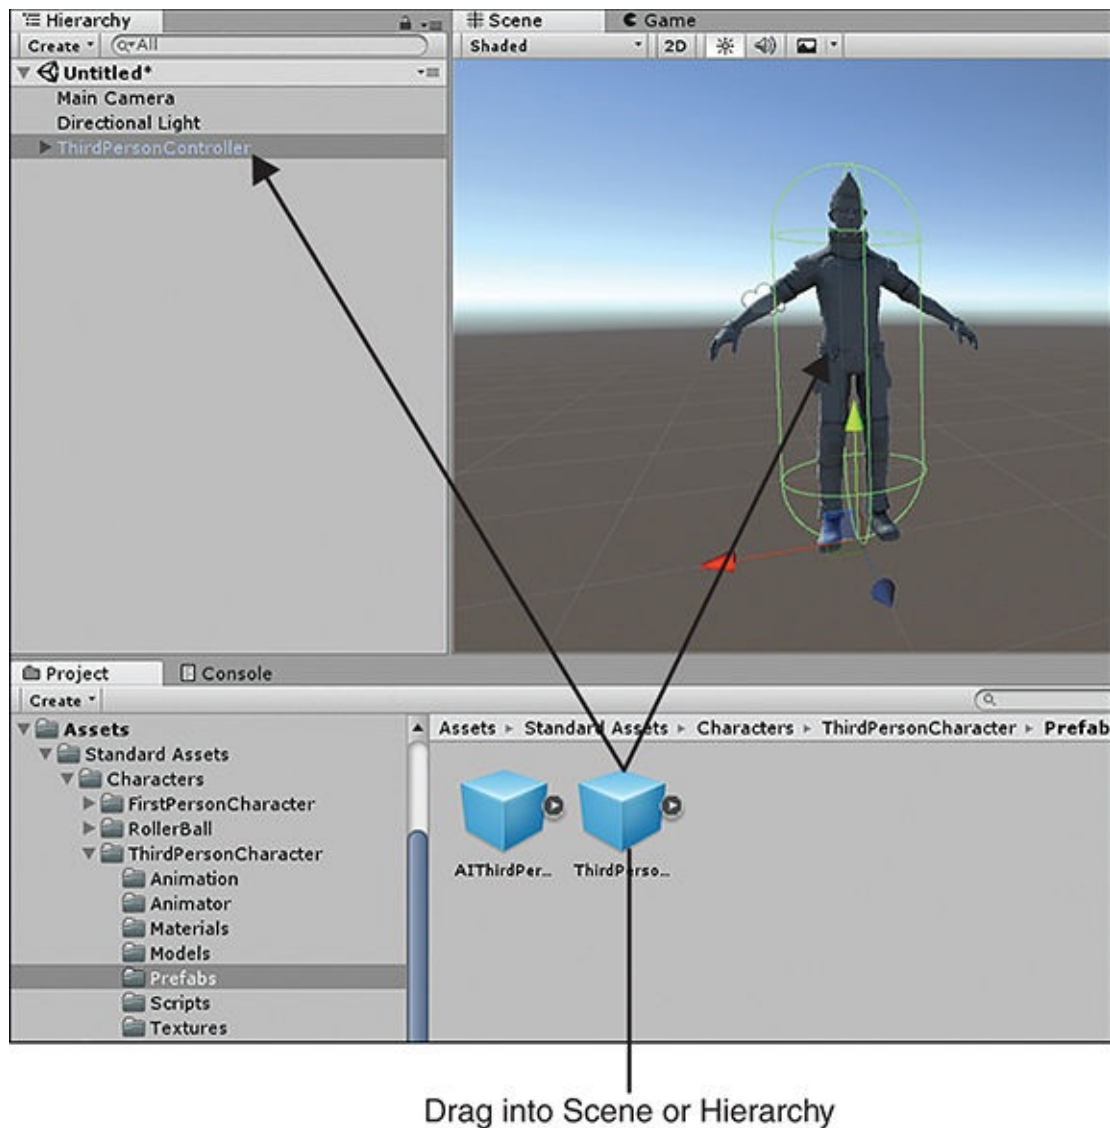 Hierarchy
Create
All
Untitled*
Main Camera
Directional Light
ThirdPersonController
Scene
Game
Shaded
2D
Project
Console
Create
Assets
Standard Assets
Characters
FirstPersonCharacter
RollerBall
ThirdPersonCharacter
Animation
Animator
Materials
Models
Prefabs
Scripts
Textures
Assets Standard Assets Characters ThirdPersonCharacter Prefab
AIThirdPer...
ThirdPerso...
Drag into Scene or Hierarchy